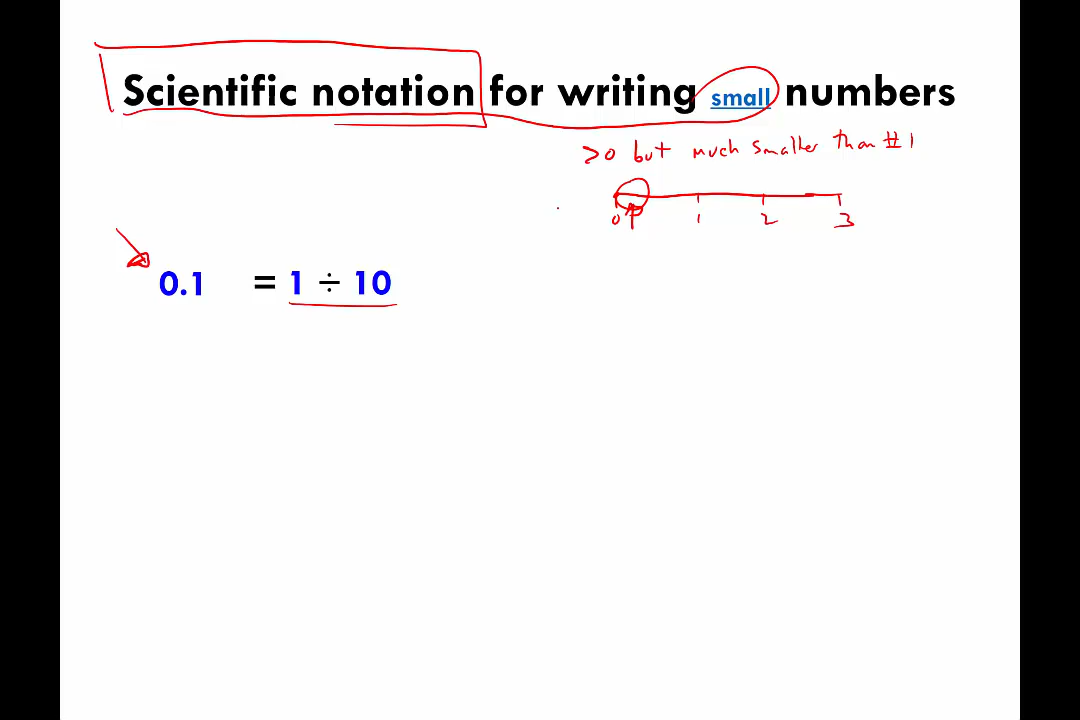 Scientific notation for writing small numbers
>0 but much smaller than #1
0 1 2 3
0.1 = 1 ÷ 10